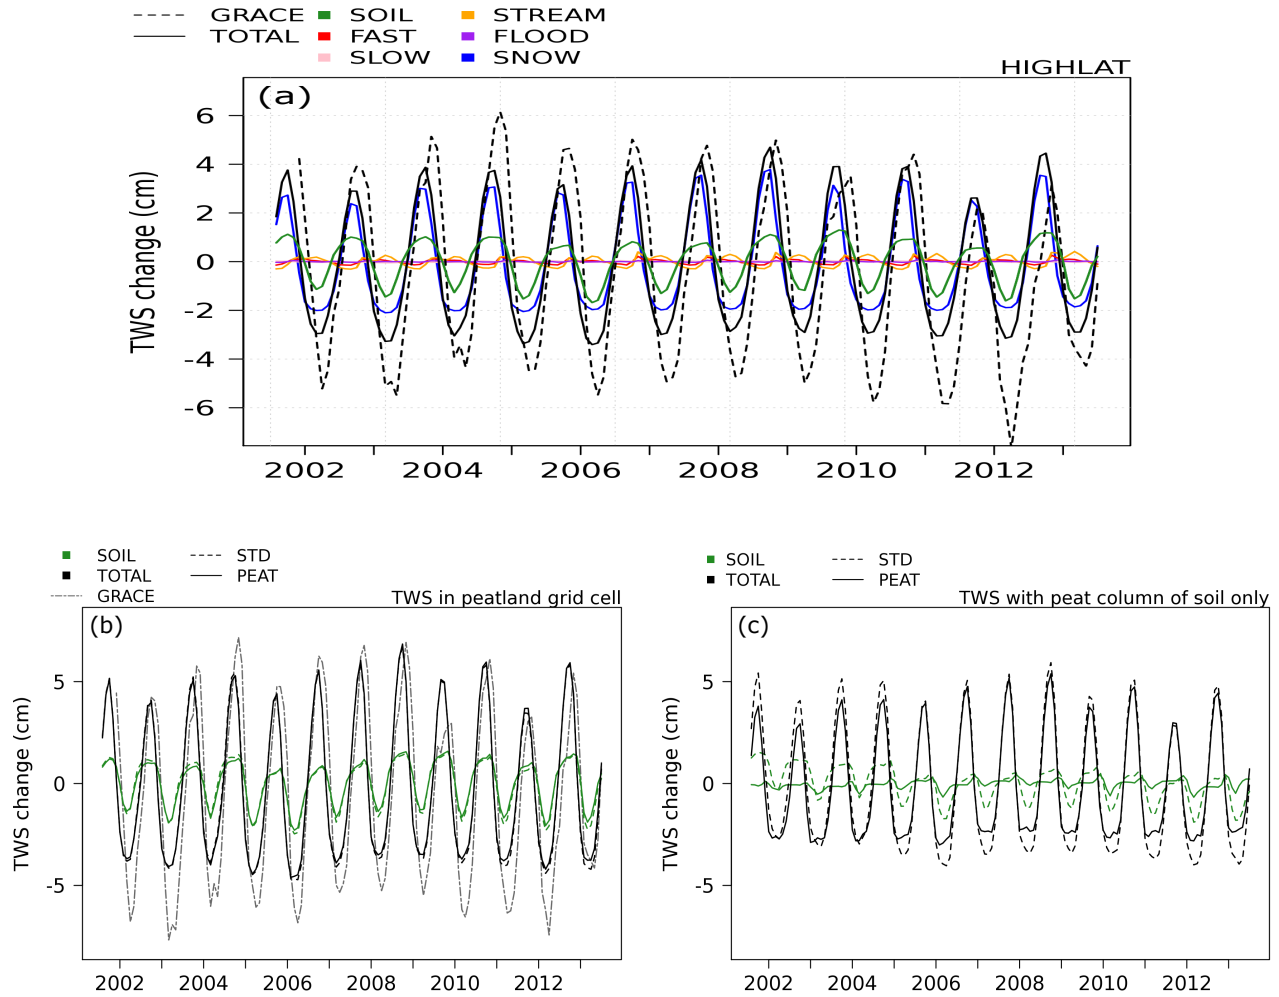 GRACE SOIL STREAM
TOTAL FAST FLOOD
SLOW SNOW
HIGHLAT
(a)
TWS change (cm)
6
4
2
0
-2
-4
-6
2002 2004 2006 2008 2010 2012
SOIL STD
TOTAL PEAT
GRACE
TWS in peatland grid cell
(b)
TWS change (cm)
5
0
-5
2002 2004 2006 2008 2010 2012
SOIL STD
TOTAL PEAT
TWS with peat column of soil only
(c)
TWS change (cm)
5
0
-5
2002 2004 2006 2008 2010 2012